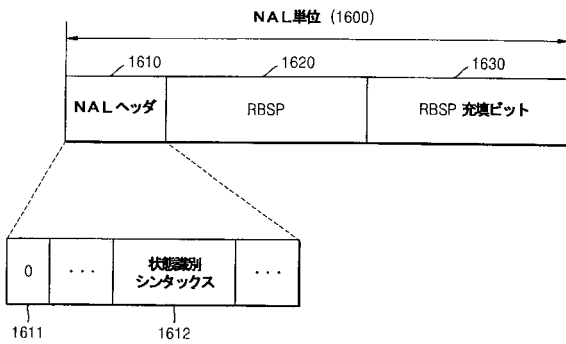 NAL単位 (1600)
1610
1620
1630
NALヘッダ
RBSP
RBSP 充填ビット
0
...
状態識別
シンタックス
...
1611
1612